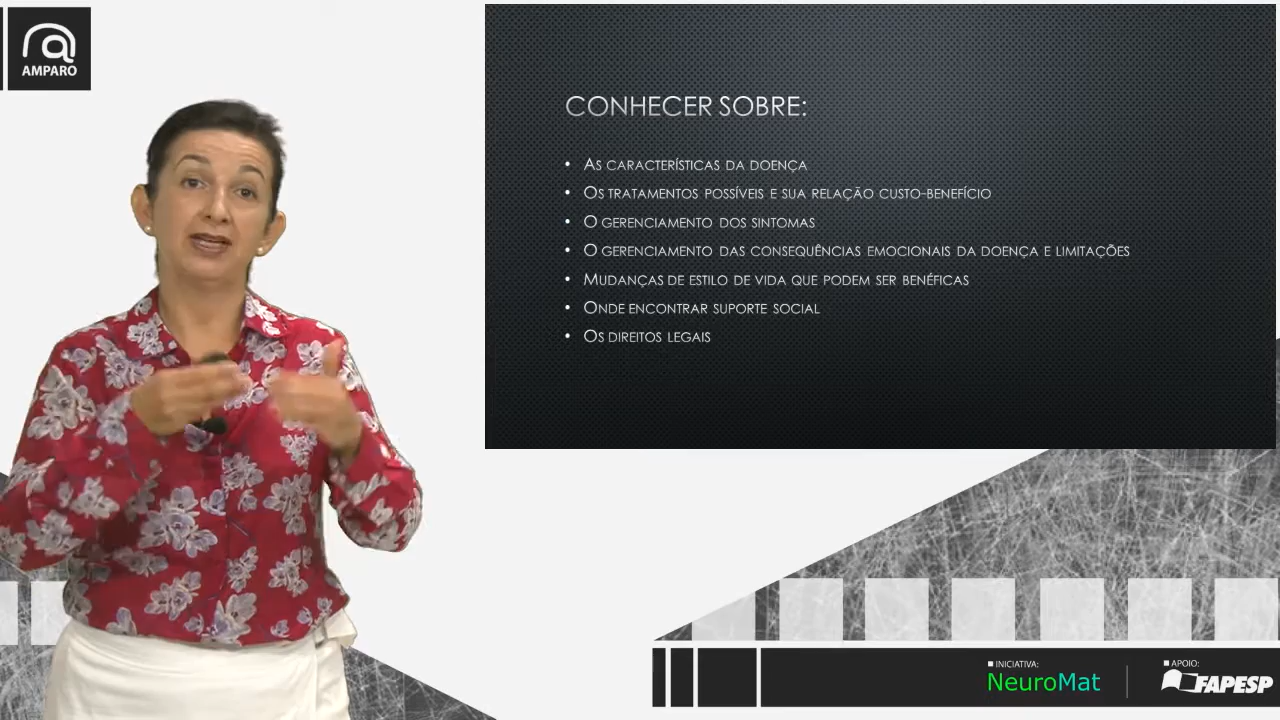 AMPARO
CONHECER SOBRE:
• AS CARACTERÍSTICAS DA DOENÇA
• OS TRATAMENTOS POSSÍVEIS E SUA RELAÇÃO CUSTO-BENEFÍCIO
• O GERENCIAMENTO DOS SINTOMAS
• O GERENCIAMENTO DAS CONSEQUÊNCIAS EMOCIONAIS DA DOENÇA E LIMITAÇÕES
• MUDANÇAS DE ESTILO DE VIDA QUE PODEM SER BENÉFICAS
• ONDE ENCONTRAR SUPORTE SOCIAL
• OS DIREITOS LEGAIS
INICIATIVA:
NeuroMat
APOIO:
FAPESP